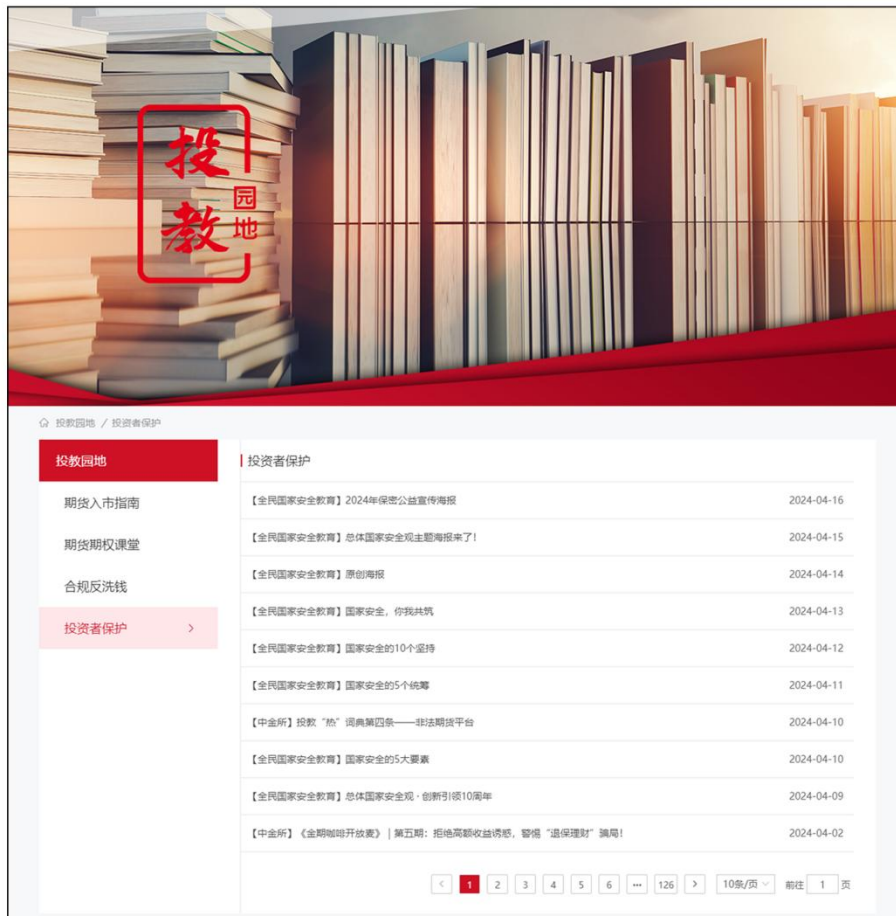 投教
园地
投教园地 / 投资者保护
投教园地
期货入市指南
期货期权课堂
合规反洗钱
投资者保护 >
投资者保护
【全民国家安全教育】2024年保密公益宣传海报 2024-04-16
【全民国家安全教育】总体国家安全观主题海报来了! 2024-04-15
【全民国家安全教育】原创海报 2024-04-14
【全民国家安全教育】国家安全，你我共筑 2024-04-13
【全民国家安全教育】国家安全的10个坚持 2024-04-12
【全民国家安全教育】国家安全的5个统筹 2024-04-11
【中金所】投教“热”词典第四条——非法期货平台 2024-04-10
【全民国家安全教育】国家安全的5大要素 2024-04-10
【全民国家安全教育】总体国家安全观·创新引领10周年 2024-04-09
【中金所】《金期咖啡开放麦》|第五期：拒绝高额收益诱惑，警惕“退保理财”骗局! 2024-04-02
< 1 2 3 4 5 6 ••• 126 > 10条/页 前往 1 页